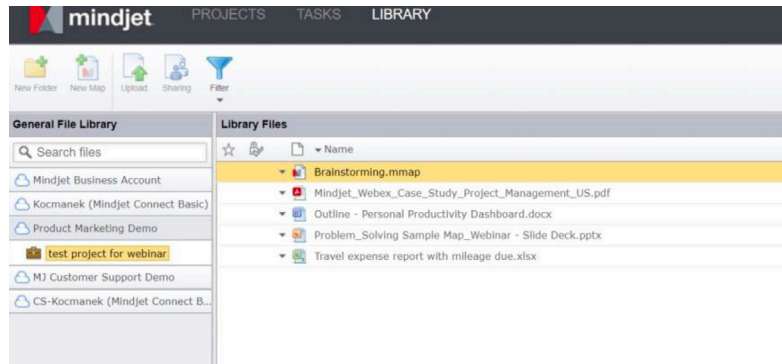 mindjet PROJECTS TASKS LIBRARY
New Folder New Map Upload Sharing Filter
General File Library
Search files
Mindjet Business Account
Kocmanek (Mindjet Connect Basic)
Product Marketing Demo
test project for webinar
MJ Customer Support Demo
CS-Kocmanek (Mindjet Connect B...
Library Files
Name
Brainstorming.mmap
Mindjet_Webex_Case_Study_Project_Management_US.pdf
Outline - Personal Productivity Dashboard.docx
Problem_Solving Sample Map_Webinar - Slide Deck.pptx
Travel expense report with mileage due.xlsx